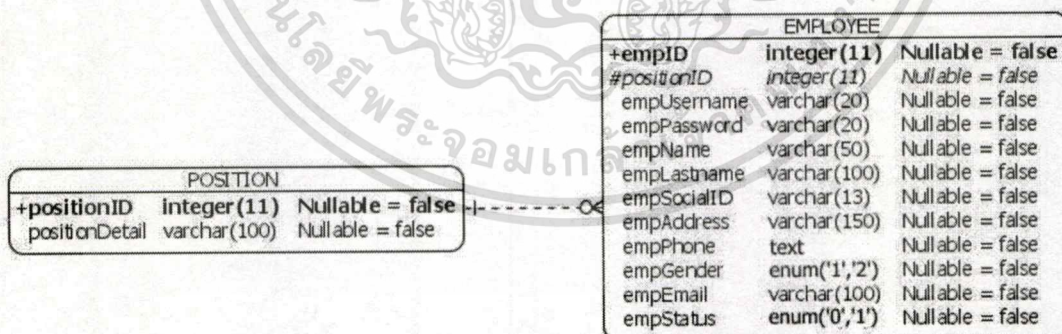 EMPLOYEE
+empID integer(11) Nullable = false
#positionID integer(11) Nullable = false
empUsername varchar(20) Nullable = false
empPassword varchar(20) Nullable = false
empName varchar(50) Nullable = false
empLastname varchar(100) Nullable = false
empSocialID varchar(13) Nullable = false
empAddress varchar(150) Nullable = false
empPhone text Nullable = false
empGender enum('1','2') Nullable = false
empEmail varchar(100) Nullable = false
empStatus enum('0','1') Nullable = false
POSITION
+positionID integer(11) Nullable = false
positionDetail varchar(100) Nullable = false